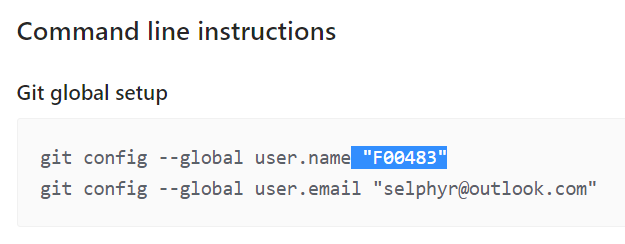 Command line instructions
Git global setup
git config --global user.name "F00483"
git config --global user.email "selphyr@outlook.com"